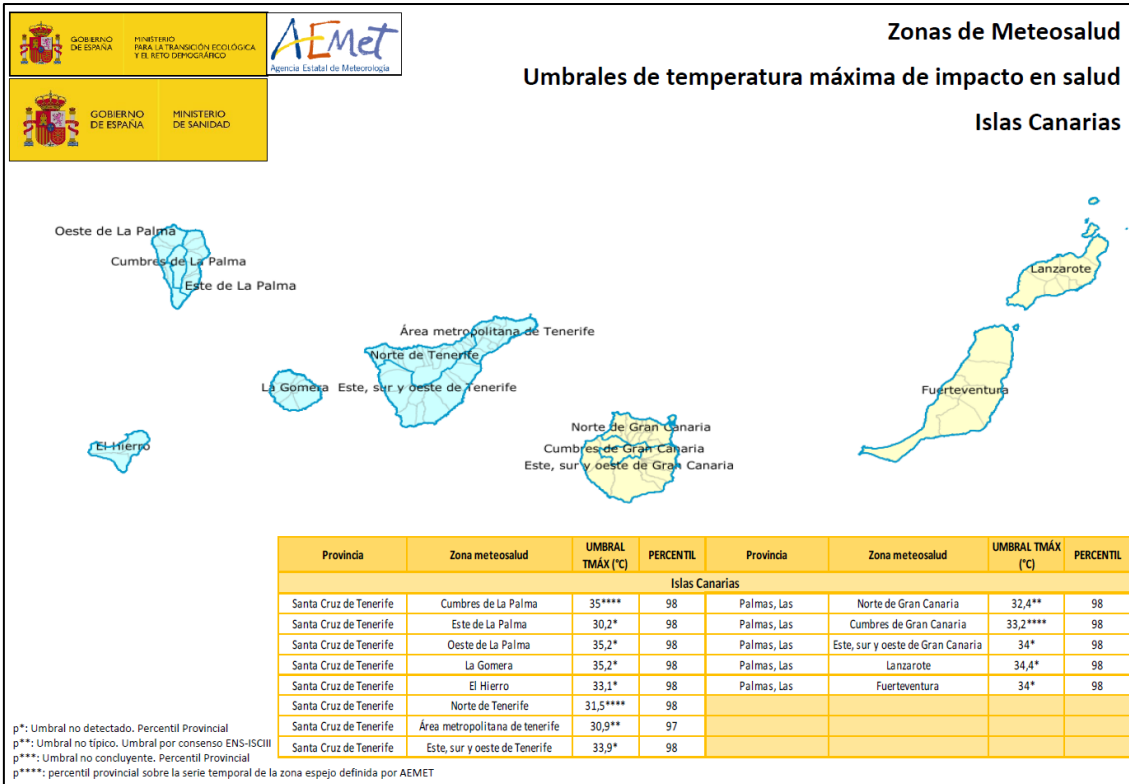 GOBIERNO
DE ESPAÑA
MINISTERIO
PARA LA TRANSICIÓN ECOLÓGICA
Y EL RETO DEMOGRÁFICO
AEMet
Agencia Estatal de Meteorología
GOBIERNO
DE ESPAÑA
MINISTERIO
DE SANIDAD
Zonas de Meteosalud
Umbrales de temperatura máxima de impacto en salud
Islas Canarias
Oeste de La Palma
Cumbres de La Palma
Este de La Palma
Lanzarote
Área metropolitana de Tenerife
Norte de Tenerife
La Gomera
Este, sur y oeste de Tenerife
Fuerteventura
Norte de Gran Canaria
El Hierro
Cumbres de Gran Canaria
Este, sur y oeste de Gran Canaria
Provincia Zona meteosalud UMBRAL TMÁX (°C) PERCENTIL Provincia Zona meteosalud UMBRAL TMÁX (°C) PERCENTIL
Islas Canarias
Santa Cruz de Tenerife Cumbres de La Palma 35**** 98 Palmas, Las Norte de Gran Canaria 32,4** 98
Santa Cruz de Tenerife Este de La Palma 30,2* 98 Palmas, Las Cumbres de Gran Canaria 33,2**** 98
Santa Cruz de Tenerife Oeste de La Palma 35,2* 98 Palmas, Las Este, sur y oeste de Gran Canaria 34* 98
Santa Cruz de Tenerife La Gomera 35,2* 98 Palmas, Las Lanzarote 34,4* 98
Santa Cruz de Tenerife El Hierro 33,1* 98 Palmas, Las Fuerteventura 34* 98
Santa Cruz de Tenerife Norte de Tenerife 31,5**** 98
Santa Cruz de Tenerife Área metropolitana de tenerife 30,9** 97
Santa Cruz de Tenerife Este, sur y oeste de Tenerife 33,9* 98
p*: Umbral no detectado. Percentil Provincial
p**: Umbral no típico. Umbral por consenso ENS-ISCIII
p***: Umbral no concluyente. Percentil Provincial
p****: percentil provincial sobre la serie temporal de la zona espejo definida por AEMET